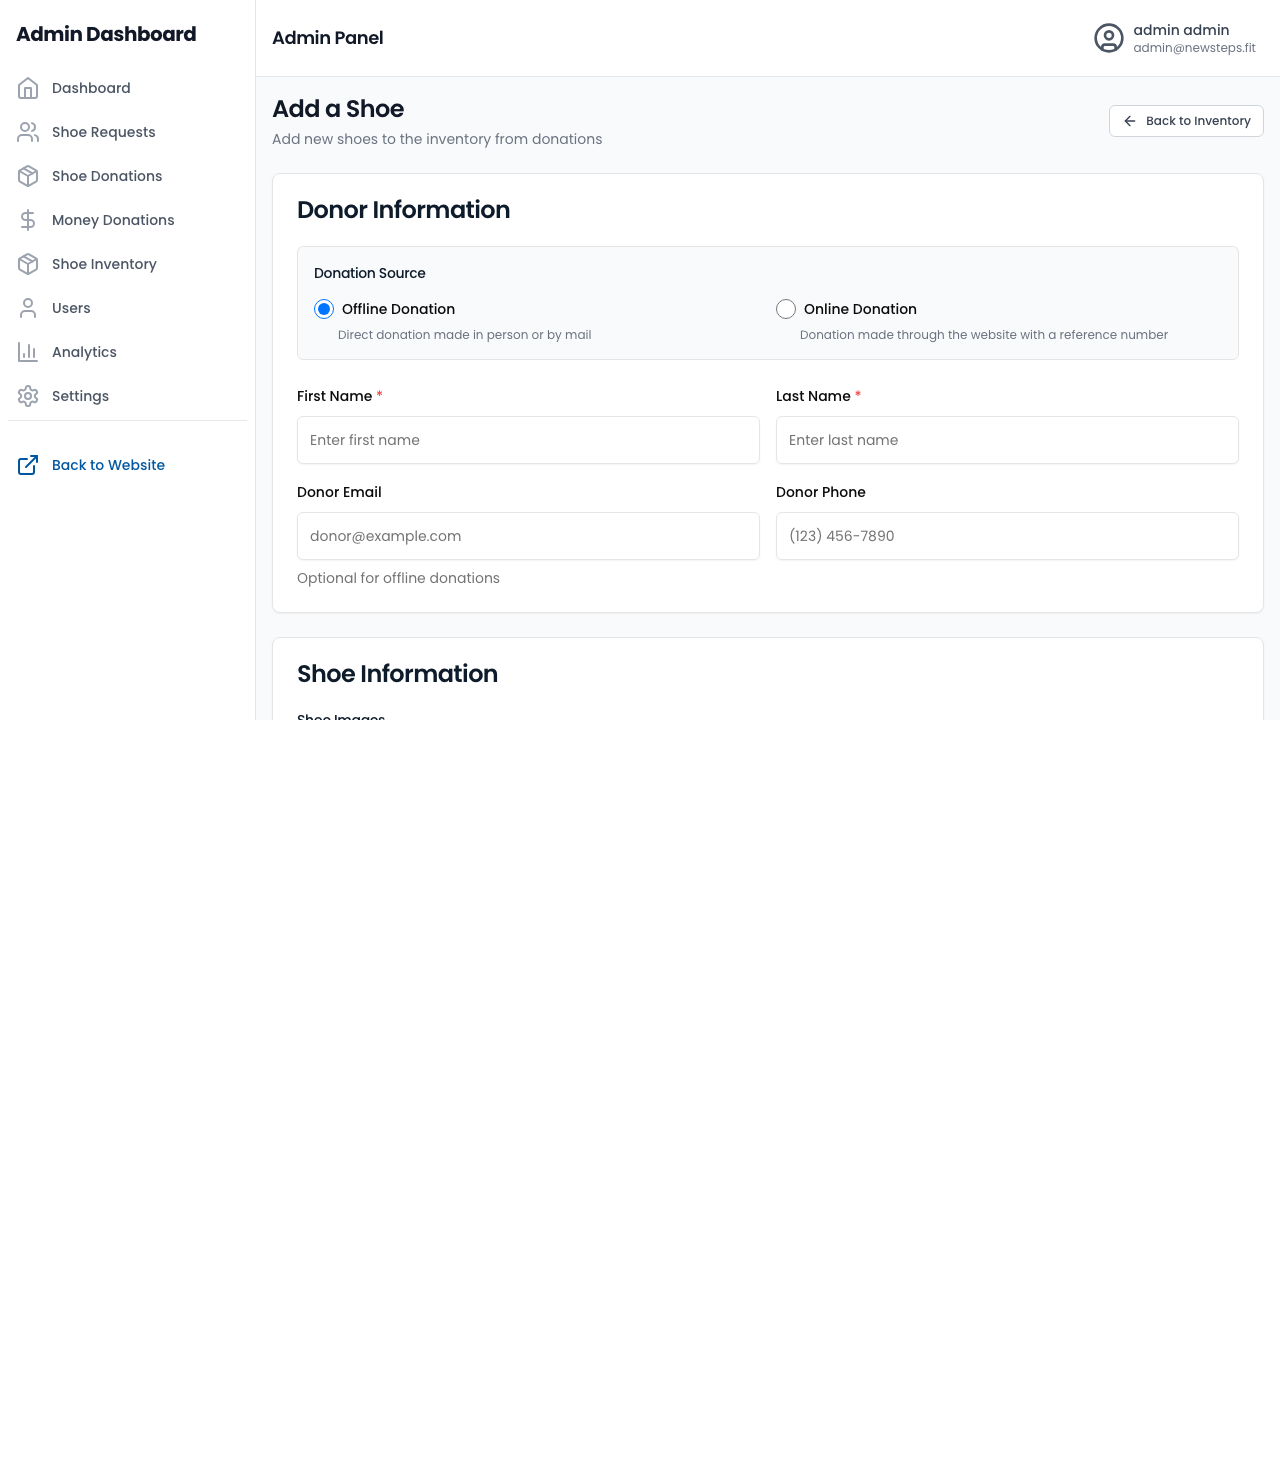 Admin Dashboard
Dashboard
Shoe Requests
Shoe Donations
Money Donations
Shoe Inventory
Users
Analytics
Settings
Back to Website
Admin Panel
admin admin
admin@newsteps.fit
Add a Shoe
Add new shoes to the inventory from donations
Back to Inventory
Donor Information
Donation Source
Offline Donation
Direct donation made in person or by mail
Online Donation
Donation made through the website with a reference number
First Name *
Enter first name
Last Name *
Enter last name
Donor Email
donor@example.com
Optional for offline donations
Donor Phone
(123) 456-7890
Shoe Information
Shoe Images